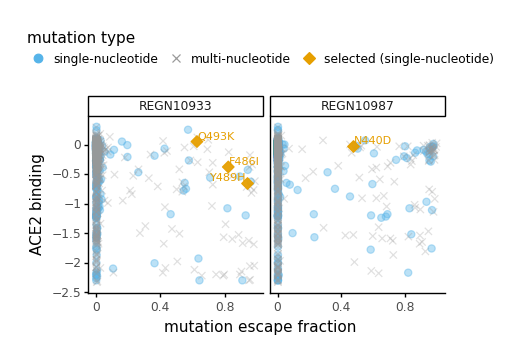 mutation type
single-nucleotide × multi-nucleotide selected (single-nucleotide)
REGN10933 REGN10987
ACE2 binding
0
−0.5
−1
−1.5
−2
−2.5
Q493K
F486I
Y489H
N440D
0 0.4 0.8 0 0.4 0.8
mutation escape fraction